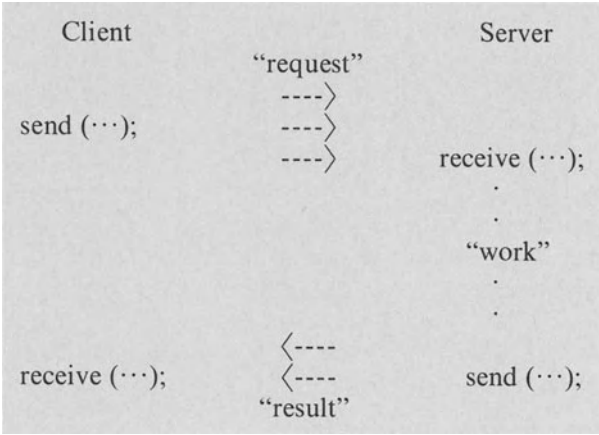 Client Server
“request”
----〉
send (···); ----〉
----〉 receive (···);
.
.
“work”
.
.
〈----
receive (···); 〈---- send (···);
“result”